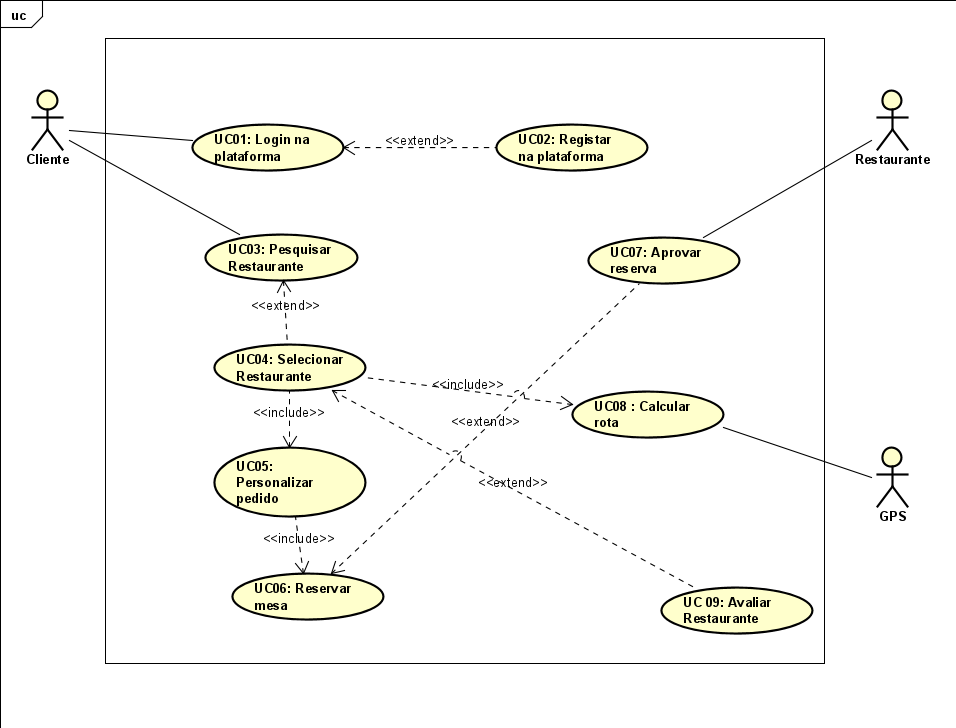 uc
Cliente
Restaurante
UC01: Login na
plataforma
<<extend>>
UC02: Registar
na plataforma
UC03: Pesquisar
Restaurante
UC07: Aprovar
reserva
<<extend>>
UC04: Selecionar
Restaurante
<<include>>
UC08 : Calcular
rota
<<include>>
<<extend>>
UC05:
Personalizar
pedido
<<extend>>
GPS
<<include>>
UC06: Reservar
mesa
UC 09: Avaliar
Restaurante